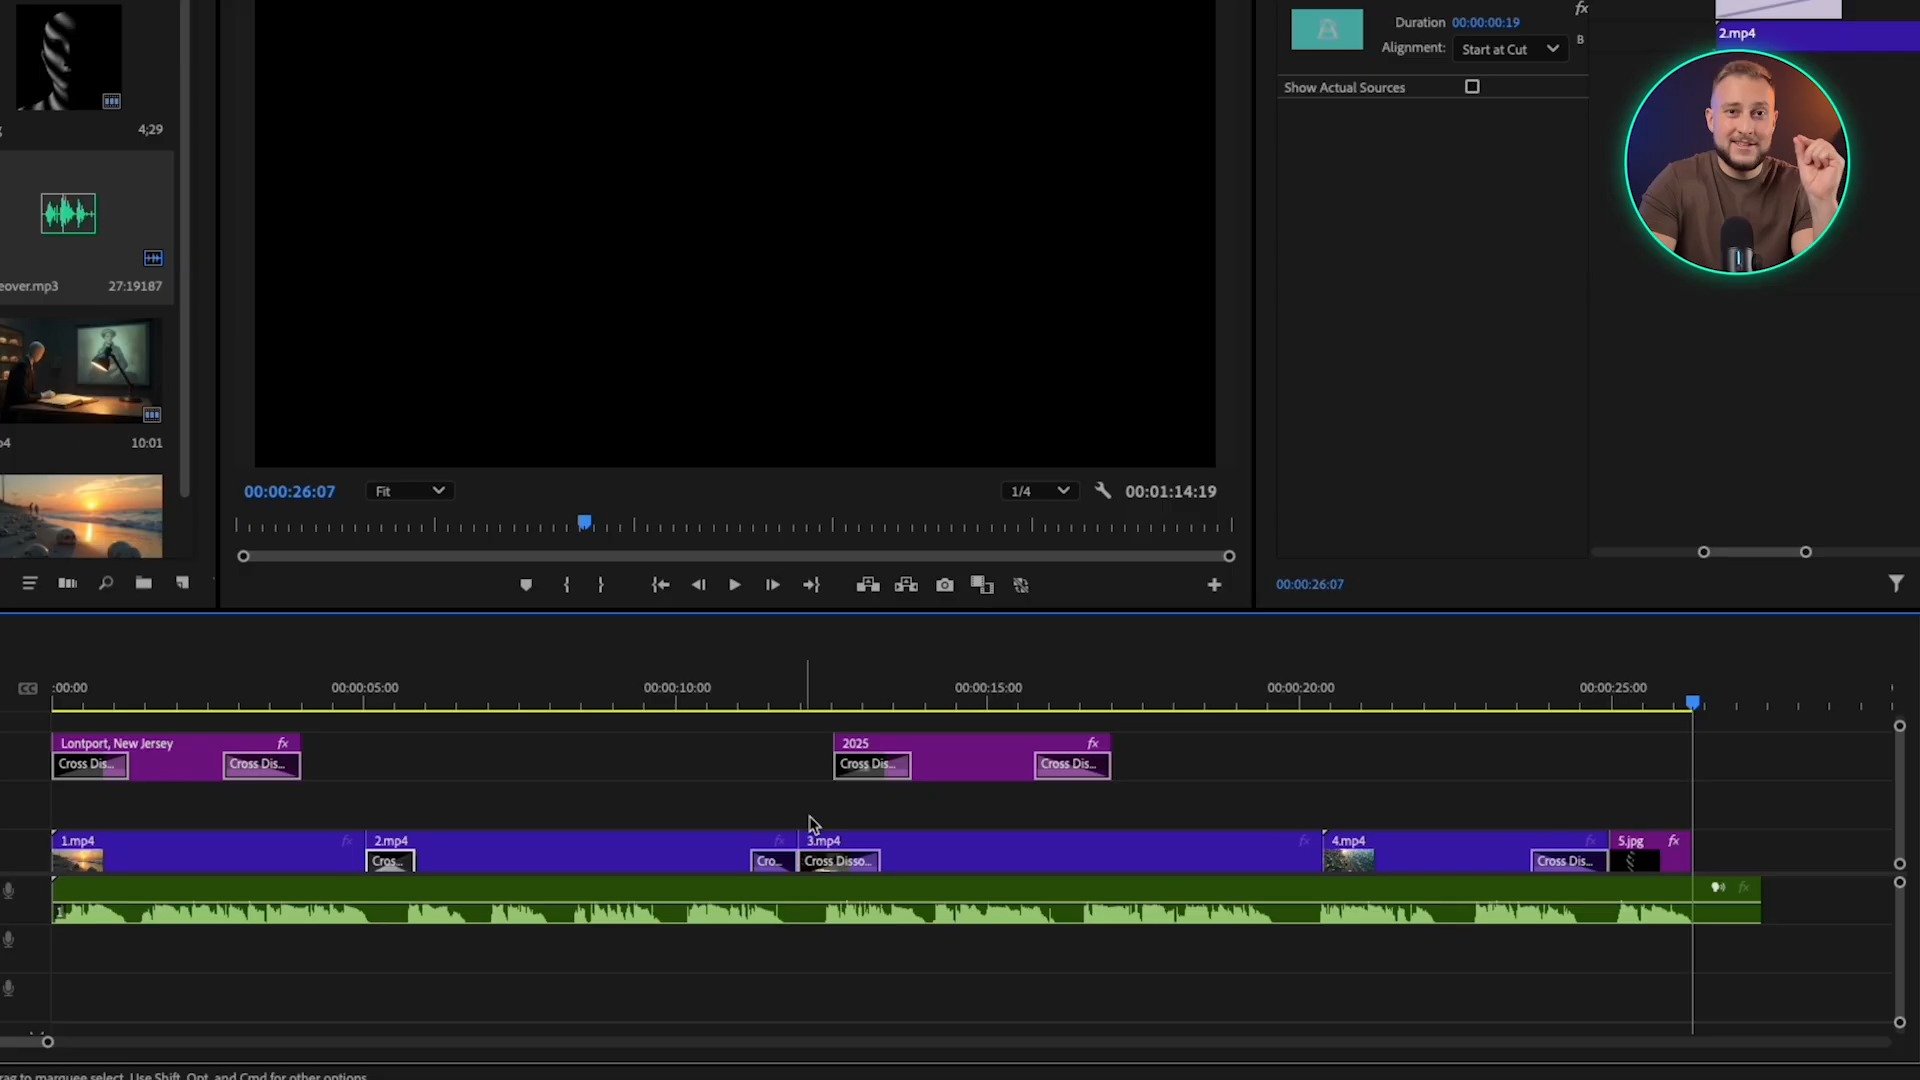 Duration 00:00:00:19
Alignment: Start at Cut
B
fx
2.mp4
Show Actual Sources
4;29
eover.mp3 27:19187
10:01
00:00:26:07 Fit 1/4 00:01:14:19
00:00:26:07
:00:00 00:00:05:00 00:00:10:00 00:00:15:00 00:00:20:00 00:00:25:00
CC
Lontport, New Jersey fx 2025 fx
Cross Dis... Cross Dis... Cross Dis... Cross Dis...
1.mp4 fx 2.mp4 fx 3.mp4 fx 4.mp4 fx 5.jpg fx
Cros... Cro... Cross Disso... Cross Dis...
fx
1
rag to marquee select. Use Shift, Opt, and Cmd for other options.